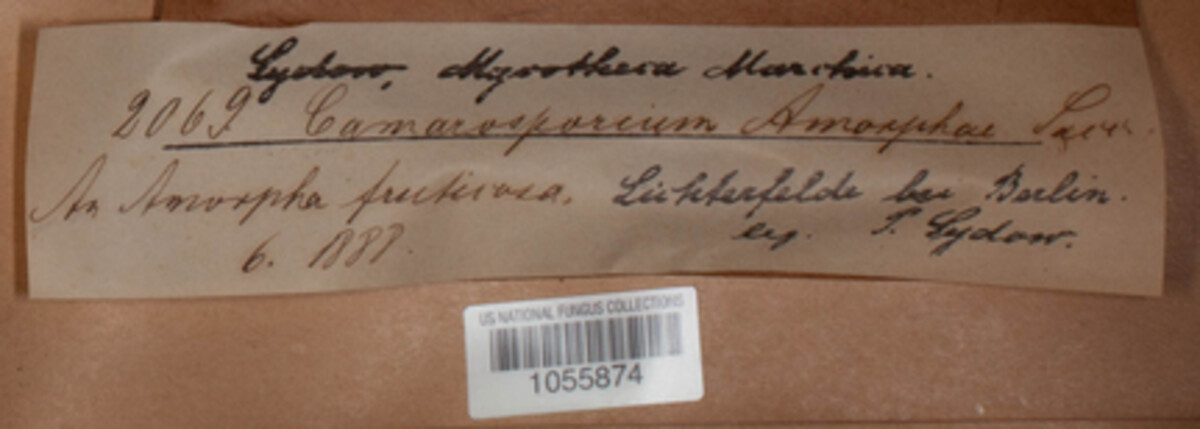 Sydow, Mycotheca Marchica.
2069 Camarosporium Amorphae Sacc.
An Amorpha fruticosa. Lichterfelde bei Berlin.
6. 1888. leg. P. Sydow.
US NATIONAL FUNGUS COLLECTIONS
1055874